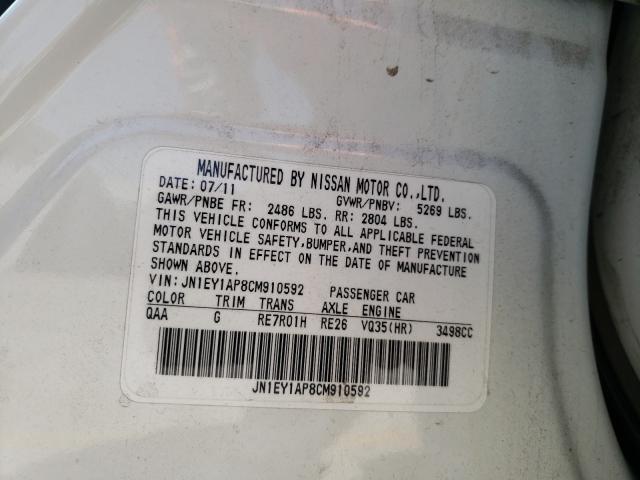 MANUFACTURED BY NISSAN MOTOR CO.,LTD.
DATE: 07/11 GVWR/PNBV: 5269 LBS.
GAWR/PNBE FR: 2486 LBS. RR: 2804 LBS.
THIS VEHICLE CONFORMS TO ALL APPLICABLE FEDERAL
MOTOR VEHICLE SAFETY,BUMPER,AND THEFT PREVENTION
STANDARDS IN EFFECT ON THE DATE OF MANUFACTURE
SHOWN ABOVE.
VIN: JN1EY1AP8CM910592 PASSENGER CAR
COLOR TRIM TRANS AXLE ENGINE
QAA G RE7R01H RE26 VQ35(HR) 3498CC
JN1EY1AP8CM910592